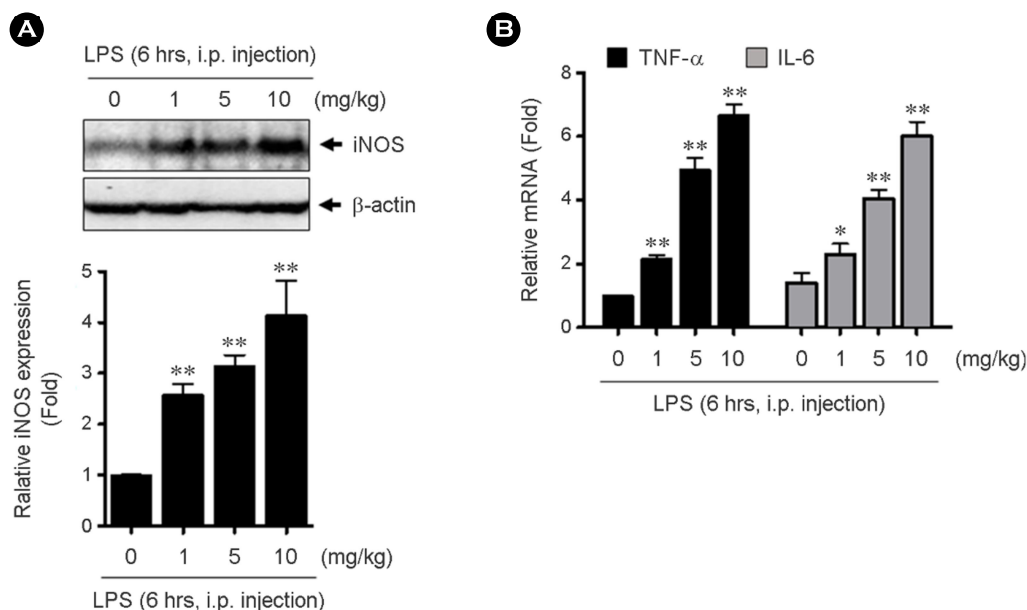 A
LPS (6 hrs, i.p. injection)
0 1 5 10 (mg/kg)
iNOS
β-actin
Ralative iNOS expression
(Fold)
5
4
3
2
1
0
** ** **
0 1 5 10 (mg/kg)
LPS (6 hrs, i.p. injection)
B
TNF-α IL-6
Relative mRNA (Fold)
8
6
4
2
0
** ** ** * ** **
0 1 5 10 0 1 5 10 (mg/kg)
LPS (6 hrs, i.p. injection)